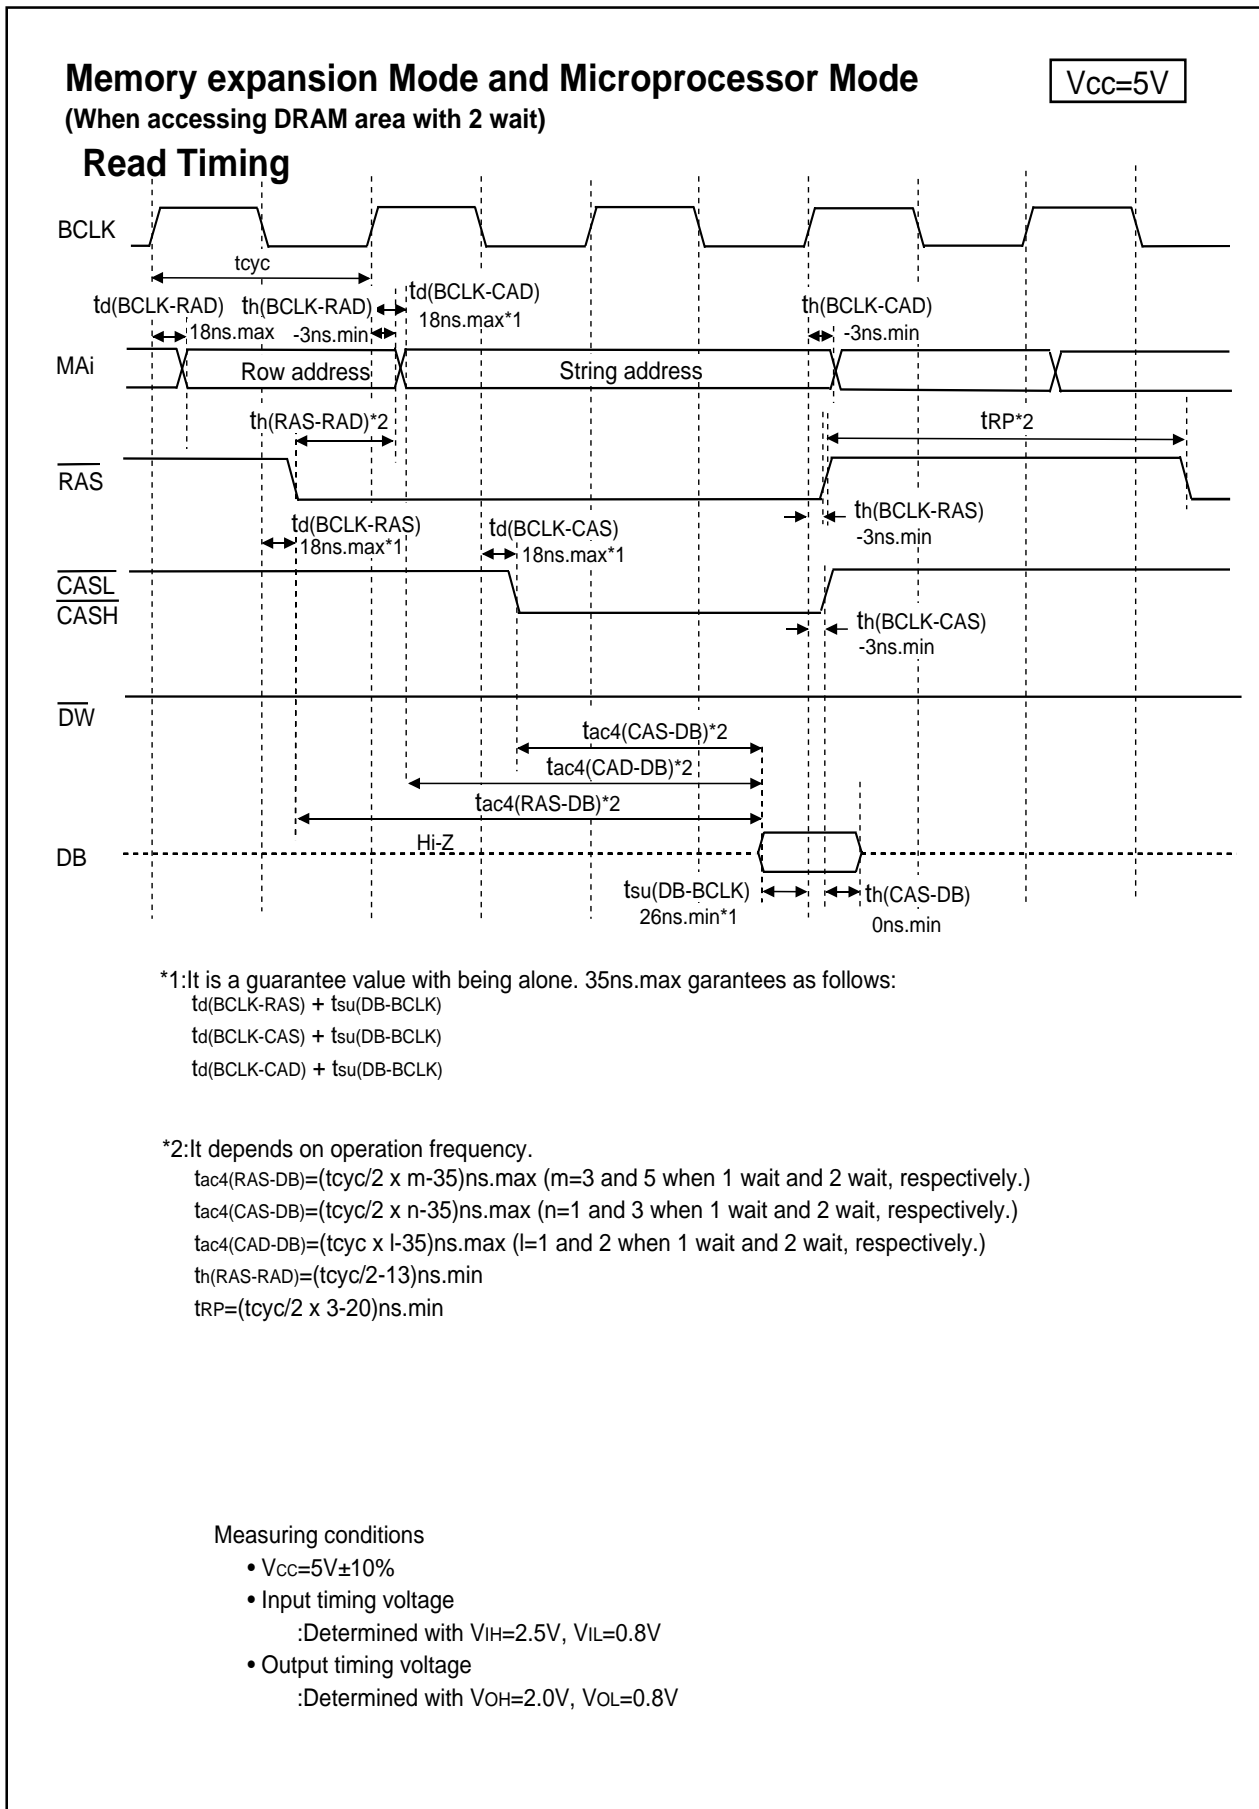 Memory expansion Mode and Microprocessor Mode
Vcc=5V
(When accessing DRAM area with 2 wait)
Read Timing
BCLK
tcyc
td(BCLK-RAD)
18ns.max
th(BCLK-RAD)
-3ns.min
td(BCLK-CAD)
18ns.max*1
th(BCLK-CAD)
-3ns.min
MAi
Row address
String address
th(RAS-RAD)*2
tRP*2
RAS
td(BCLK-RAS)
18ns.max*1
td(BCLK-CAS)
18ns.max*1
th(BCLK-RAS)
-3ns.min
CASL
CASH
th(BCLK-CAS)
-3ns.min
DW
tac4(CAS-DB)*2
tac4(CAD-DB)*2
tac4(RAS-DB)*2
Hi-Z
DB
tsu(DB-BCLK)
26ns.min*1
th(CAS-DB)
0ns.min
*1:It is a guarantee value with being alone. 35ns.max garantees as follows:
td(BCLK-RAS) + tsu(DB-BCLK)
td(BCLK-CAS) + tsu(DB-BCLK)
td(BCLK-CAD) + tsu(DB-BCLK)
*2:It depends on operation frequency.
tac4(RAS-DB)=(tcyc/2 x m-35)ns.max (m=3 and 5 when 1 wait and 2 wait, respectively.)
tac4(CAS-DB)=(tcyc/2 x n-35)ns.max (n=1 and 3 when 1 wait and 2 wait, respectively.)
tac4(CAD-DB)=(tcyc x l-35)ns.max (l=1 and 2 when 1 wait and 2 wait, respectively.)
th(RAS-RAD)=(tcyc/2-13)ns.min
tRP=(tcyc/2 x 3-20)ns.min
Measuring conditions
• VCC=5V±10%
• Input timing voltage
:Determined with VIH=2.5V, VIL=0.8V
• Output timing voltage
:Determined with VOH=2.0V, VOL=0.8V